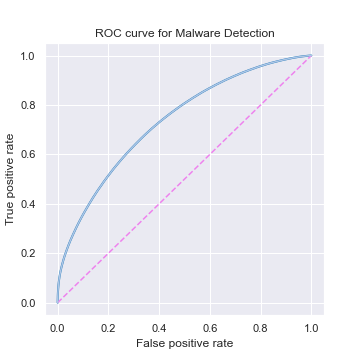 ROC curve for Malware Detection
1.0
0.8
0.6
0.4
0.2
0.0
True positive rate
0.0 0.2 0.4 0.6 0.8 1.0
False positive rate